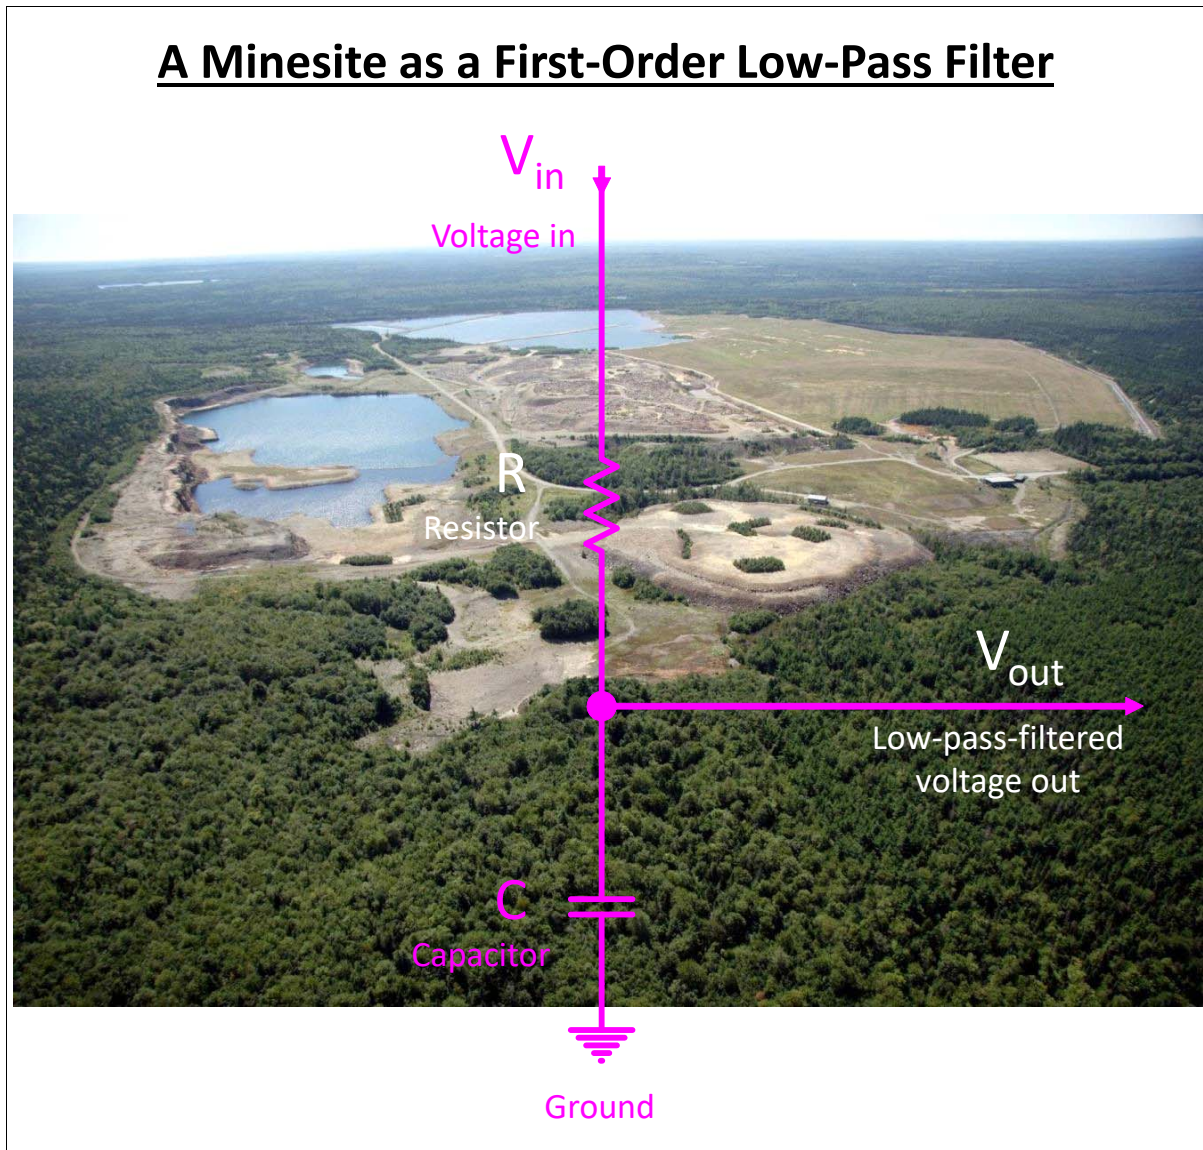 A Minesite as a First-Order Low-Pass Filter
Vin
Voltage in
R
Resistor
Vout
Low-pass-filtered
voltage out
C
Capacitor
Ground